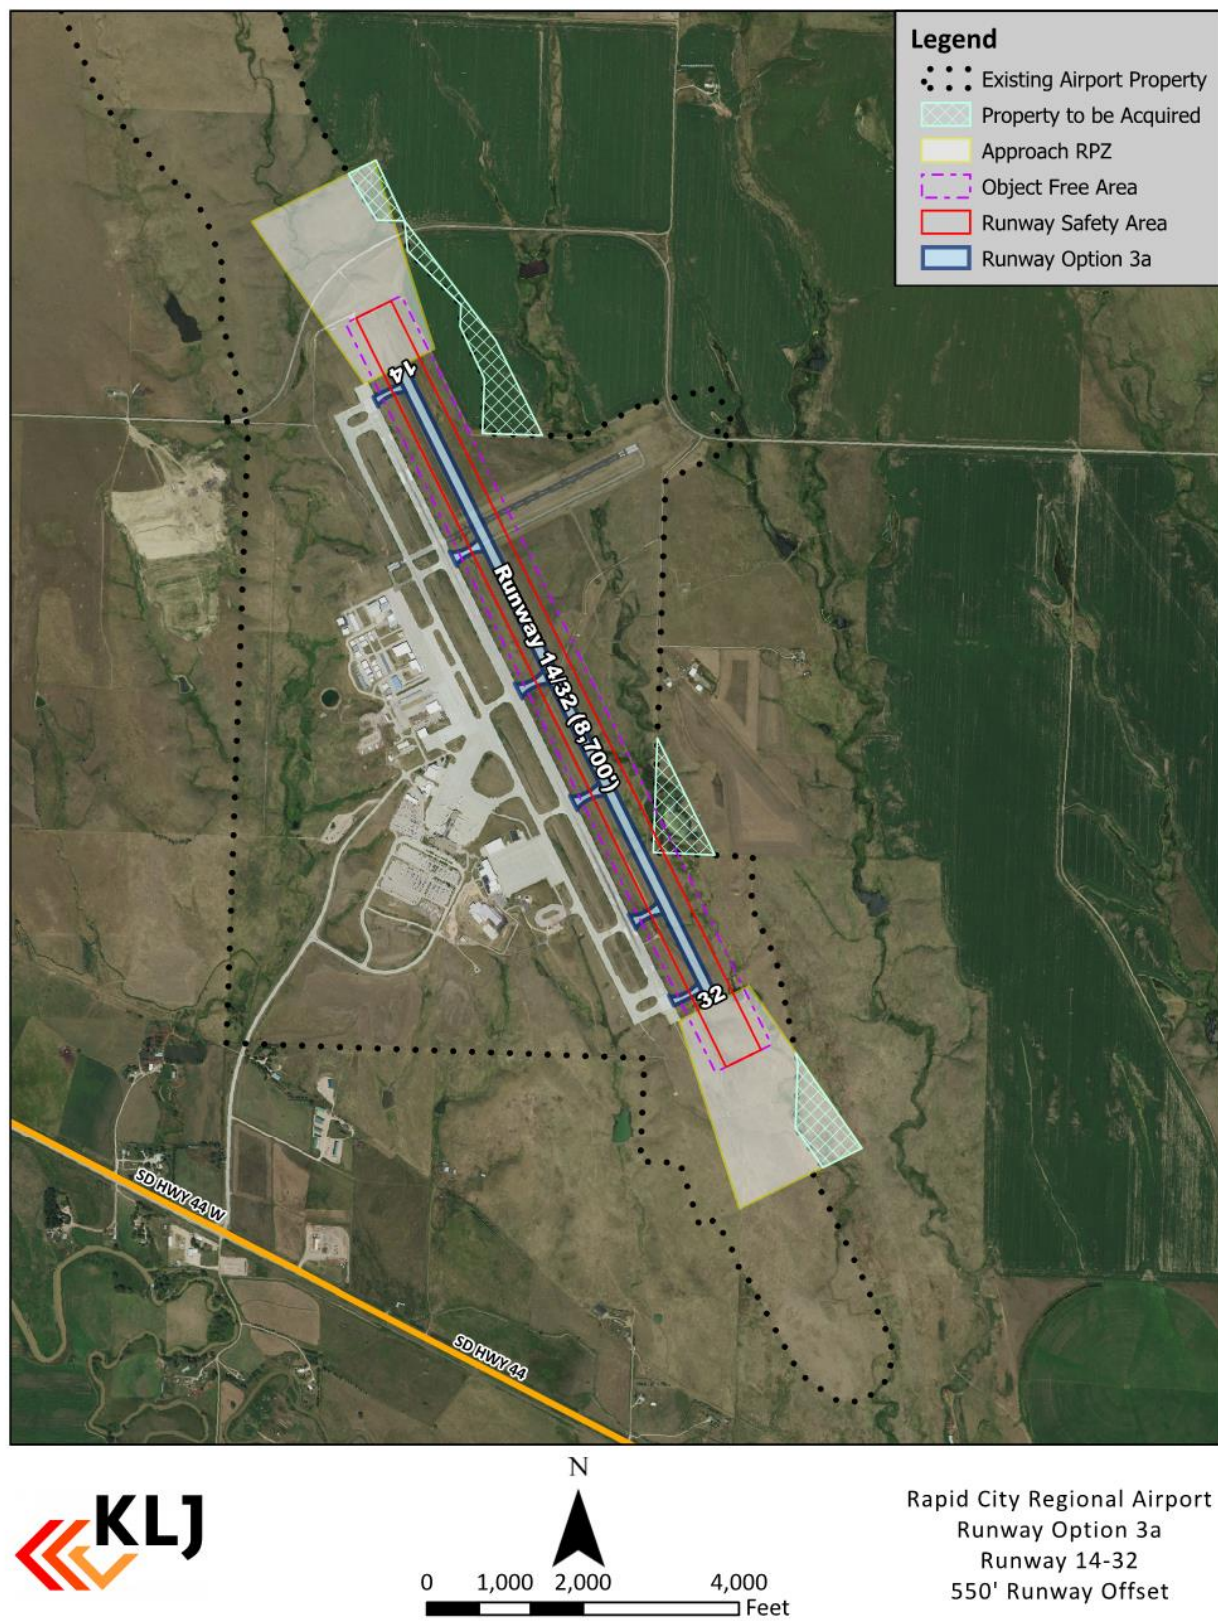 Legend
Existing Airport Property
Property to be Acquired
Approach RPZ
Object Free Area
Runway Safety Area
Runway Option 3a
14
Runway 14/32 (8,700')
32
SD HWY 44 W
SD HWY 44
KLJ
N
0 1,000 2,000 4,000
Feet
Rapid City Regional Airport
Runway Option 3a
Runway 14-32
550' Runway Offset